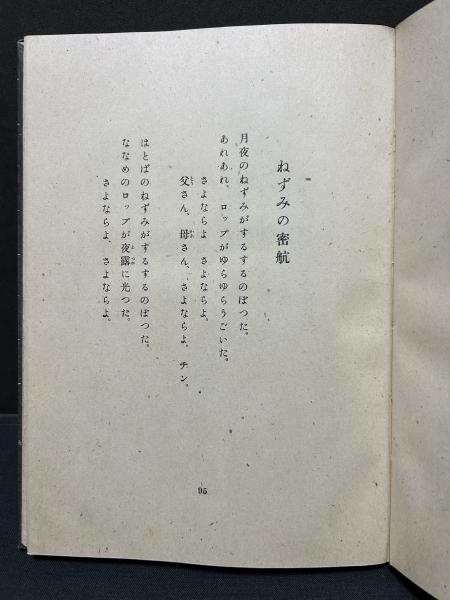 ねずみの密航
月夜のねずみがするするのぼつた。
あれあれ、ロップがゆらゆらうごいた。
さよならよ さよならよ。
父さん、母さん、さよならよ、チン。
はとばのねずみがするするのぼつた。
ななめのロップが夜露に光つた。
さよならよ、さよならよ。
95